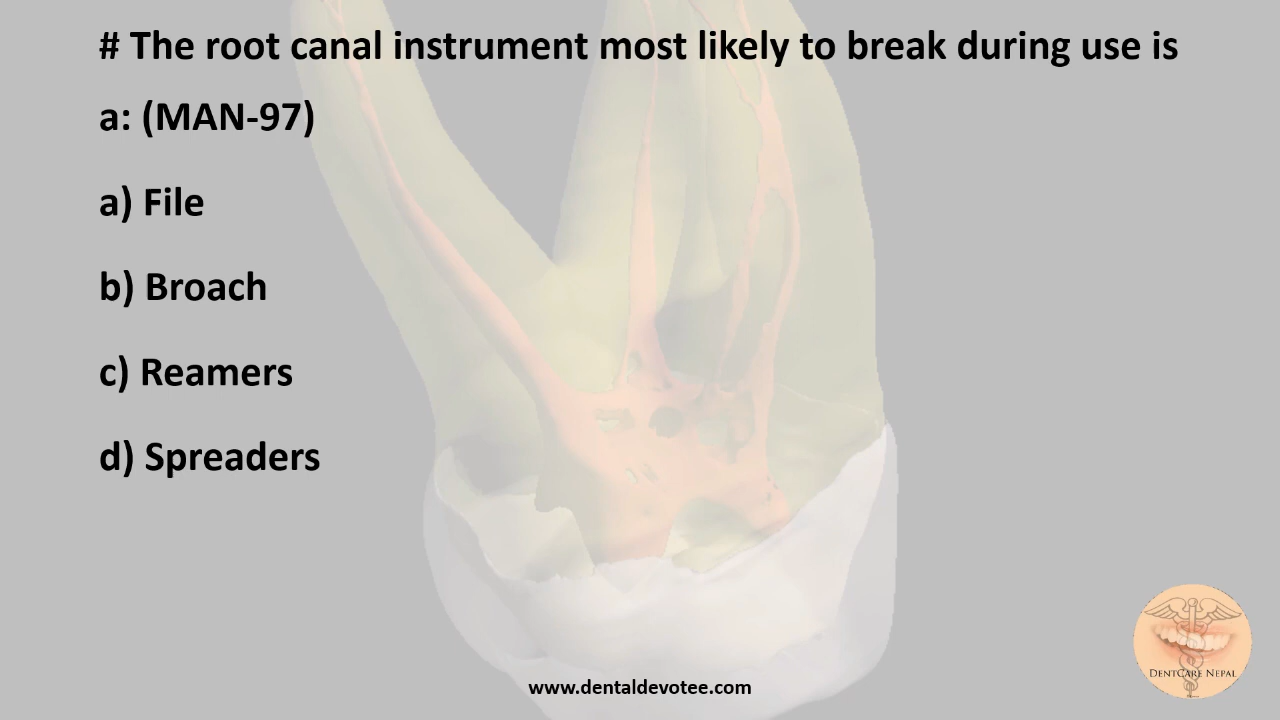 # The root canal instrument most likely to break during use is
a: (MAN-97)
a) File
b) Broach
c) Reamers
d) Spreaders
DENTCARE NEPAL
www.dentaldevotee.com